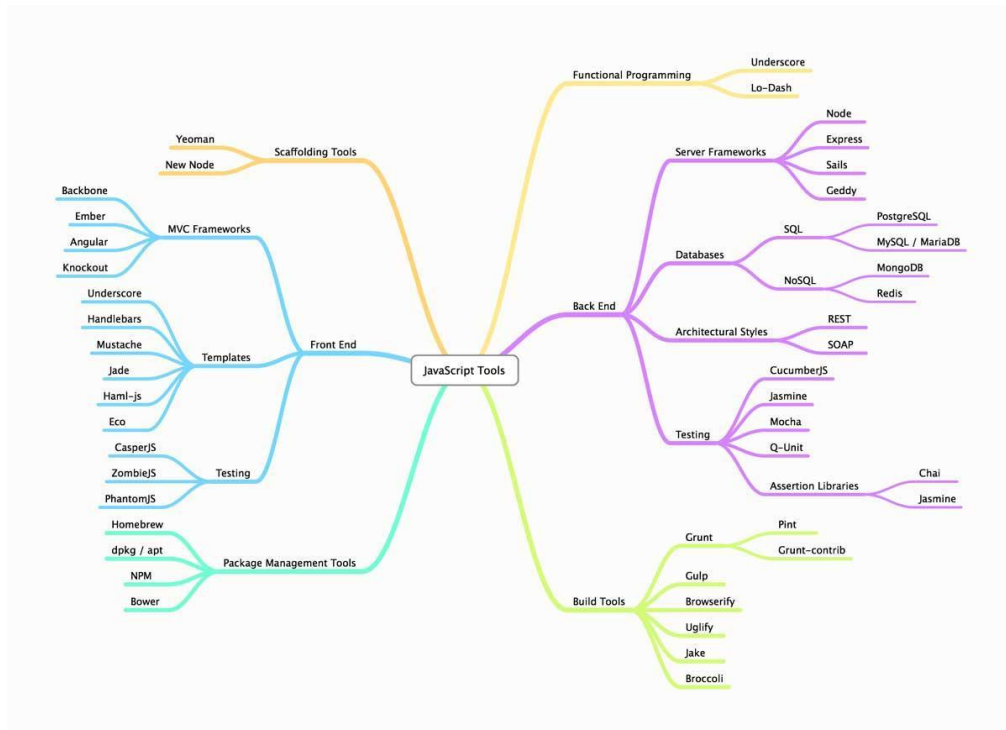 JavaScript Tools
Functional Programming
Underscore
Lo-Dash
Back End
Server Frameworks
Node
Express
Sails
Geddy
Databases
SQL
PostgreSQL
MySQL / MariaDB
NoSQL
MongoDB
Redis
Architectural Styles
REST
SOAP
Testing
CucumberJS
Jasmine
Mocha
Q-Unit
Assertion Libraries
Chai
Jasmine
Build Tools
Grunt
Pint
Grunt-contrib
Gulp
Browserify
Uglify
Jake
Broccoli
Scaffolding Tools
Yeoman
New Node
Front End
MVC Frameworks
Backbone
Ember
Angular
Knockout
Templates
Underscore
Handlebars
Mustache
Jade
Haml-js
Eco
Testing
CasperJS
ZombieJS
PhantomJS
Package Management Tools
Homebrew
dpkg / apt
NPM
Bower